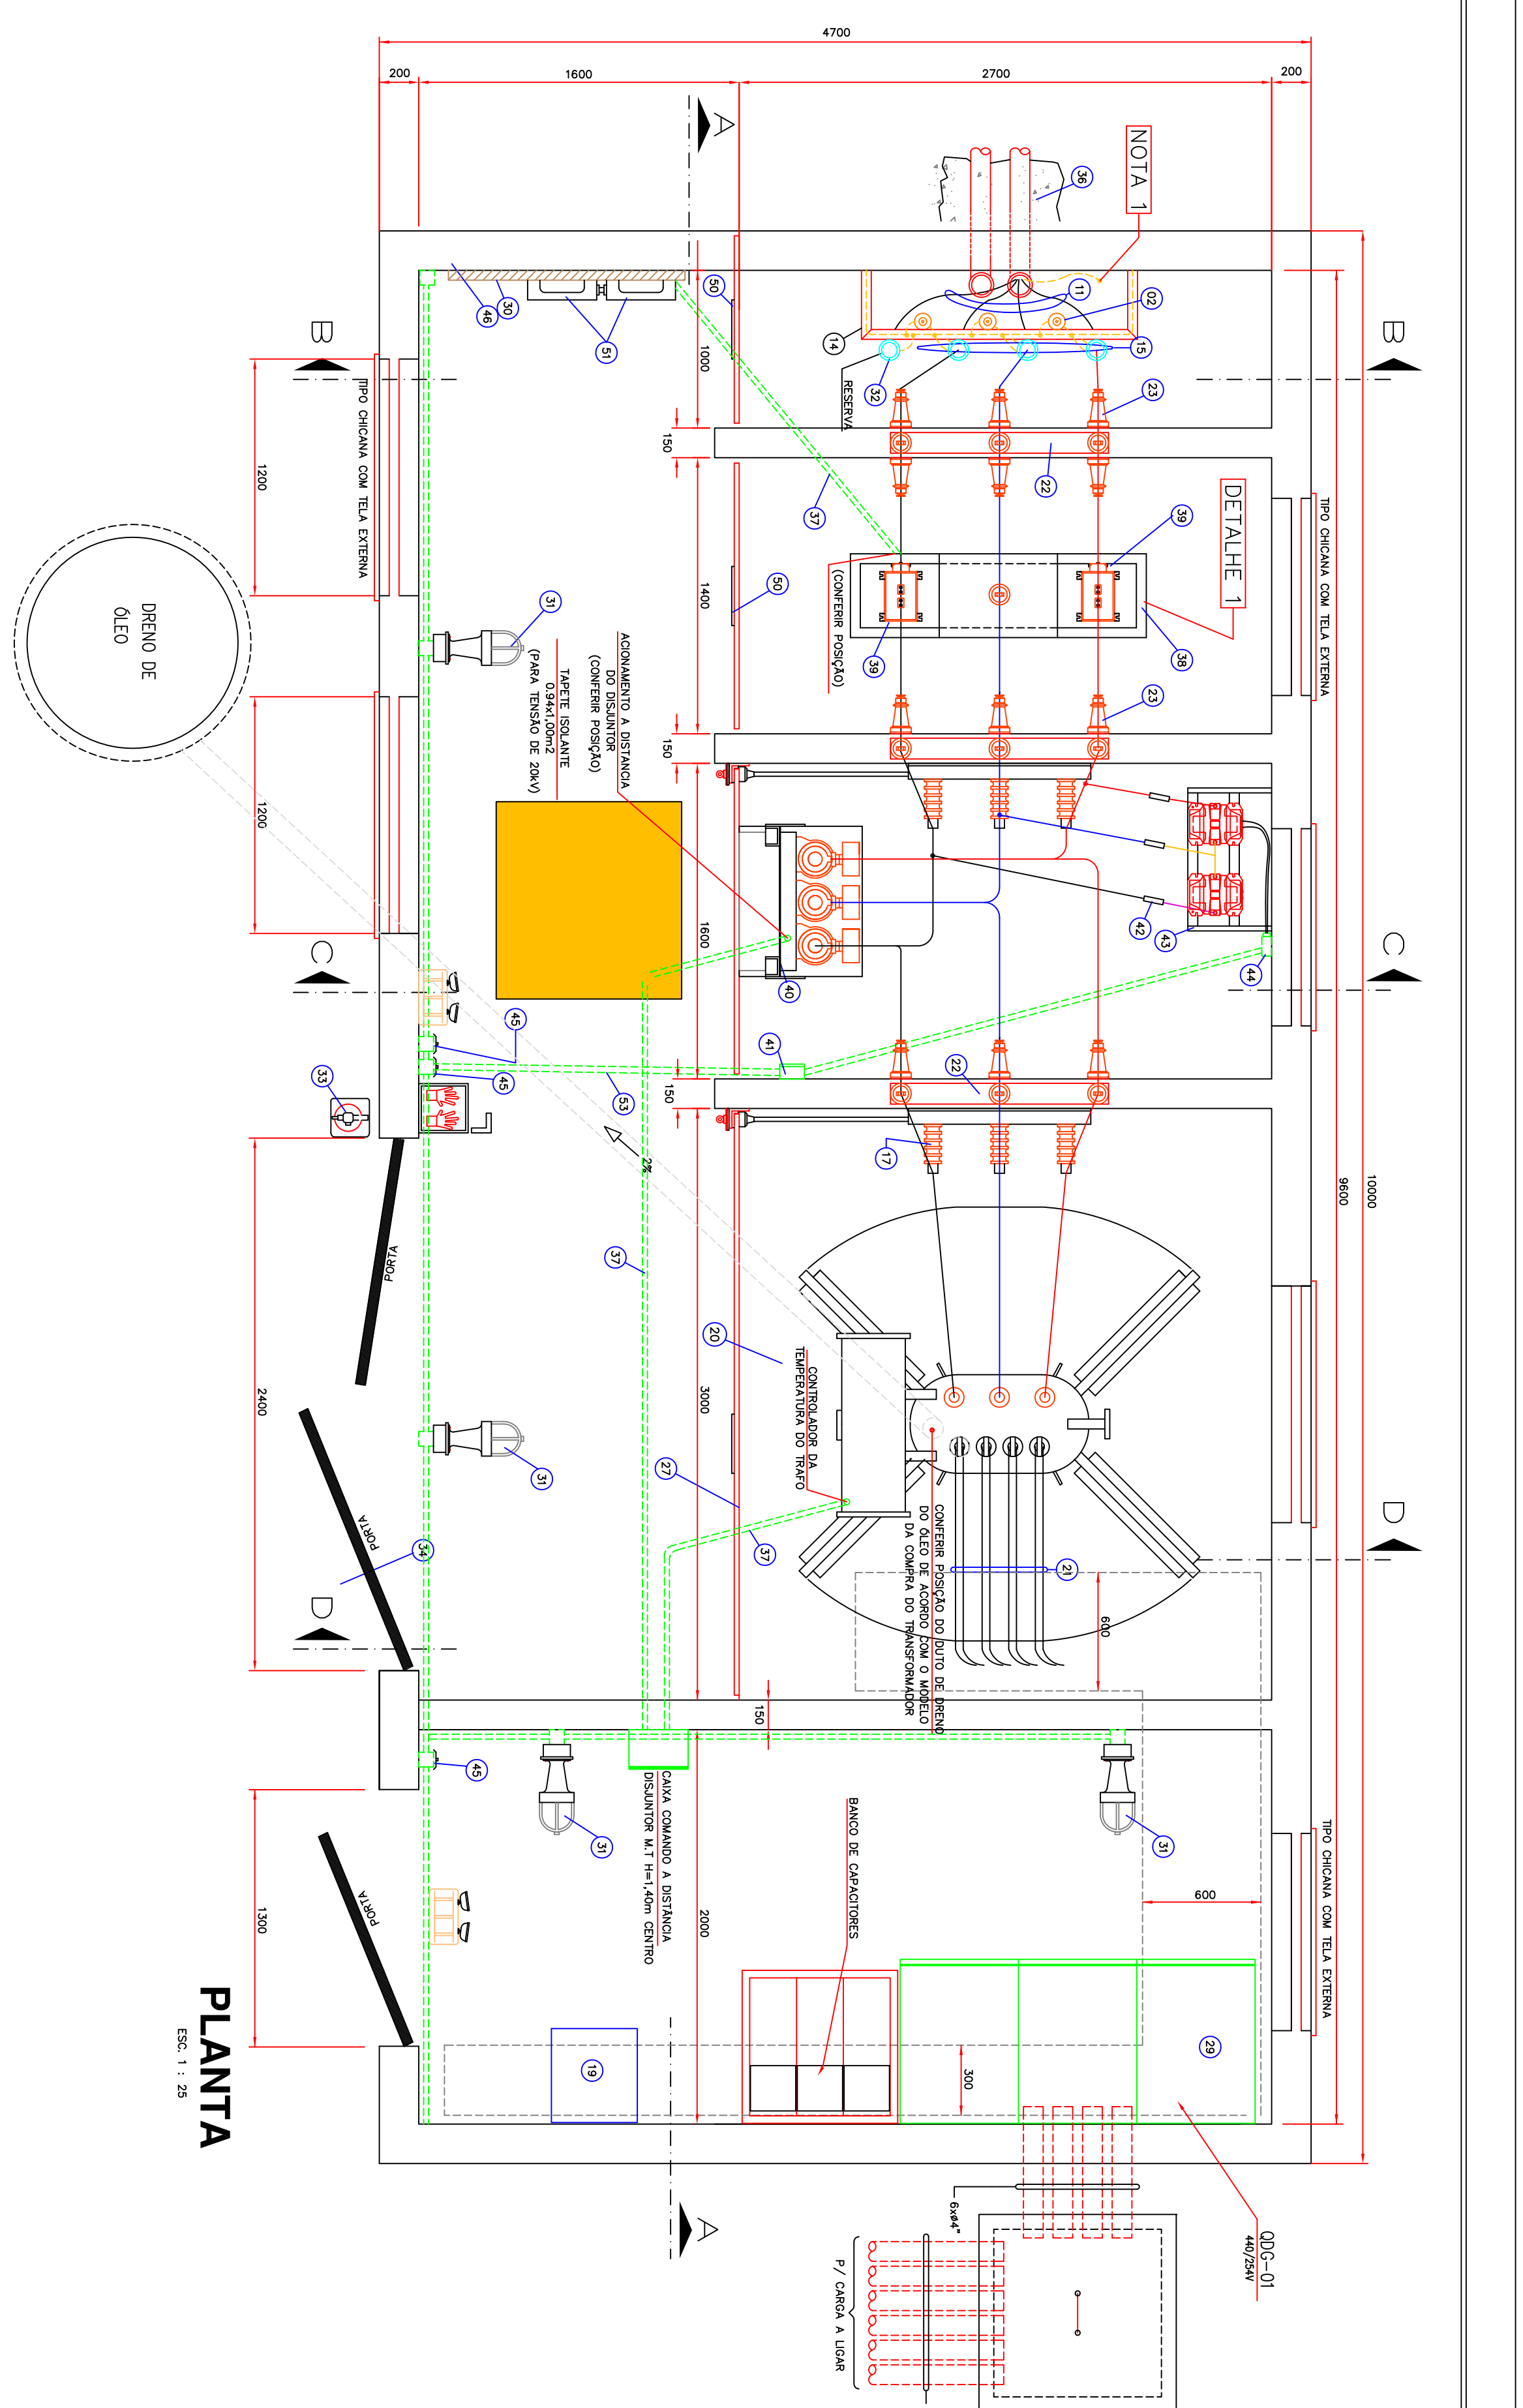 4700
200
1600
2700
200
A
NOTA 1
36
B
B
TIPO CHICANA COM TELA EXTERNA
46
30
51
50
1000
14
11
02
15
32
RESERVA
23
150
22
1200
37
DETALHE 1
39
39
38
(CONFERIR POSIÇÃO)
1400
50
TIPO CHICANA COM TELA EXTERNA
DRENO DE
ÓLEO
31
ACIONAMENTO A DISTANCIA
DO DISJUNTOR
(CONFERIR POSIÇÃO)
TAPETE ISOLANTE
0.94x1,00m2
(PARA TENSÃO DE 20kV)
23
150
1200
1600
40
42
43
44
C
C
45
45
41
53
33
150
22
17
2%
10000
9600
PORTA
37
20
CONTROLADOR DA
TEMPERATURA DO TRAFO
3000
2400
31
27
37
PORTA
34
CONFERIR POSIÇÃO DO DUTO DE DRENO
DO ÓLEO DE ACORDO COM O MODELO
DA COMPRA DO TRANSFORMADOR
21
600
D
D
150
45
31
31
CAIXA COMANDO A DISTÂNCIA
DISJUNTOR M.T H=1,40m CENTRO
BANCO DE CAPACITORES
2000
600
TIPO CHICANA COM TELA EXTERNA
1300
PORTA
19
300
29
PLANTA
ESC. 1 : 25
A
6xø4"
QDG-01
440/254V
P/ CARGA A LIGAR